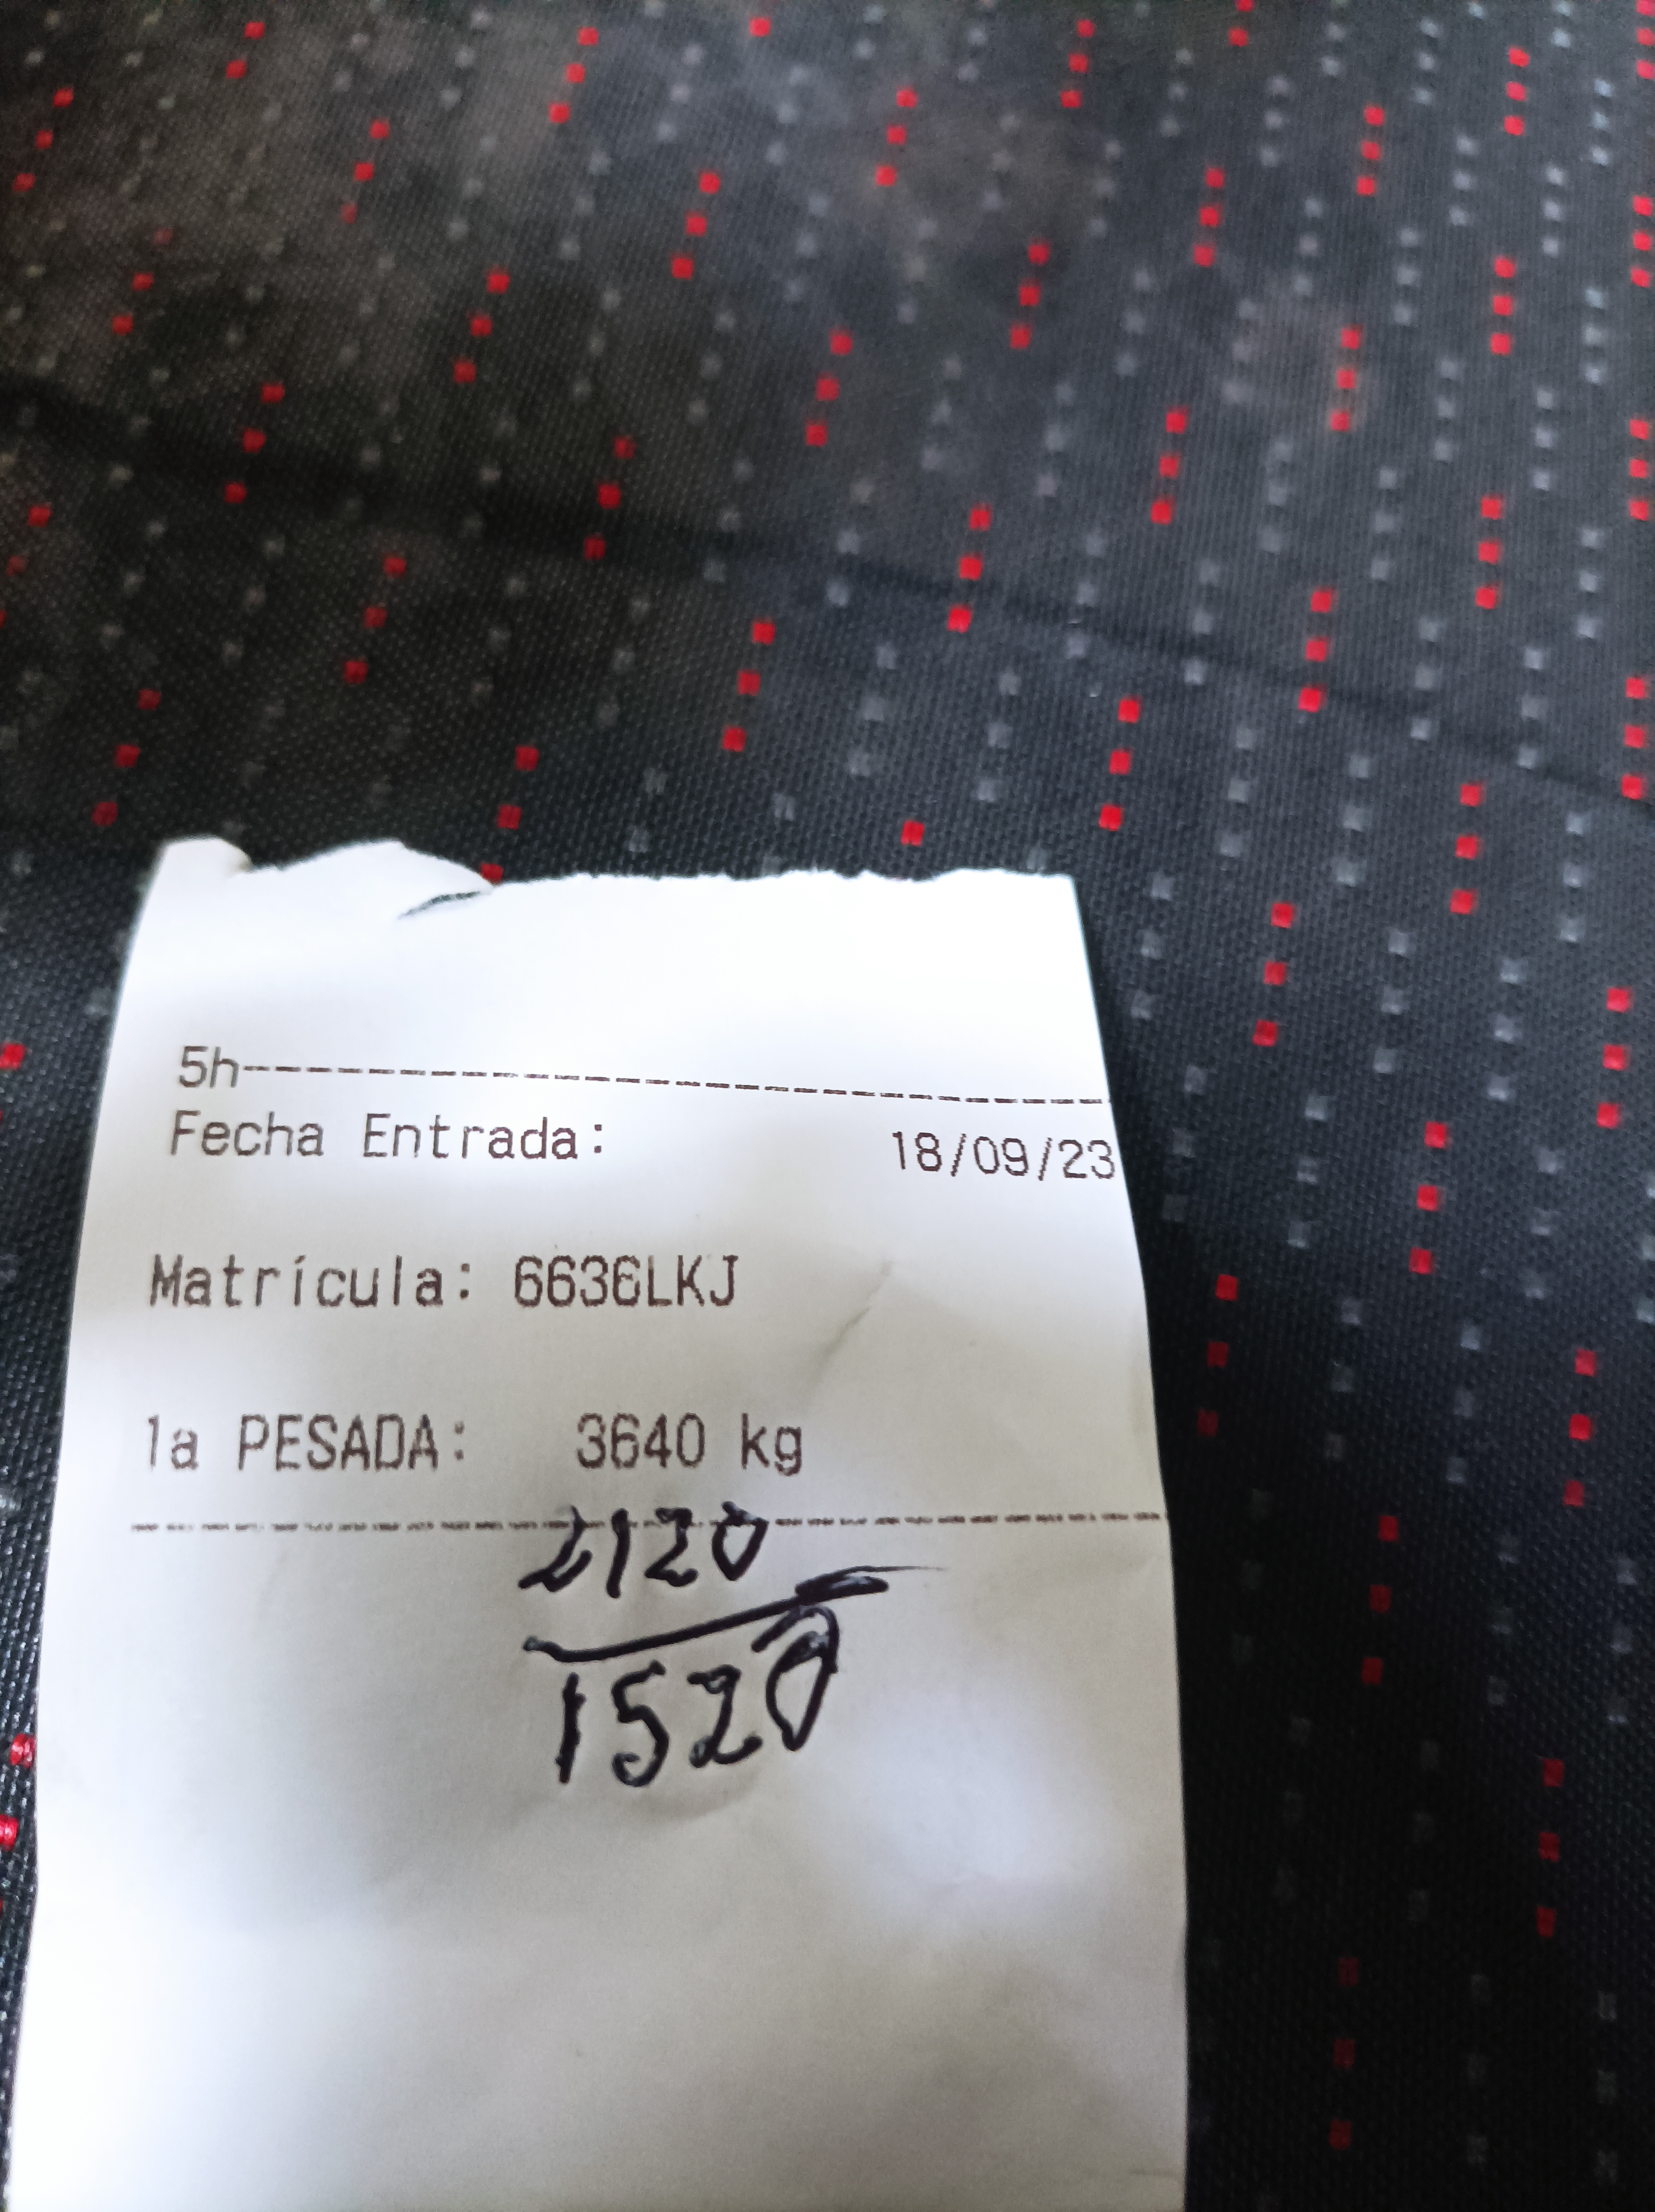 5h--------------------------------
Fecha Entrada: 18/09/23
Matrícula: 6636LKJ
1a PESADA: 3640 kg
2120
1520